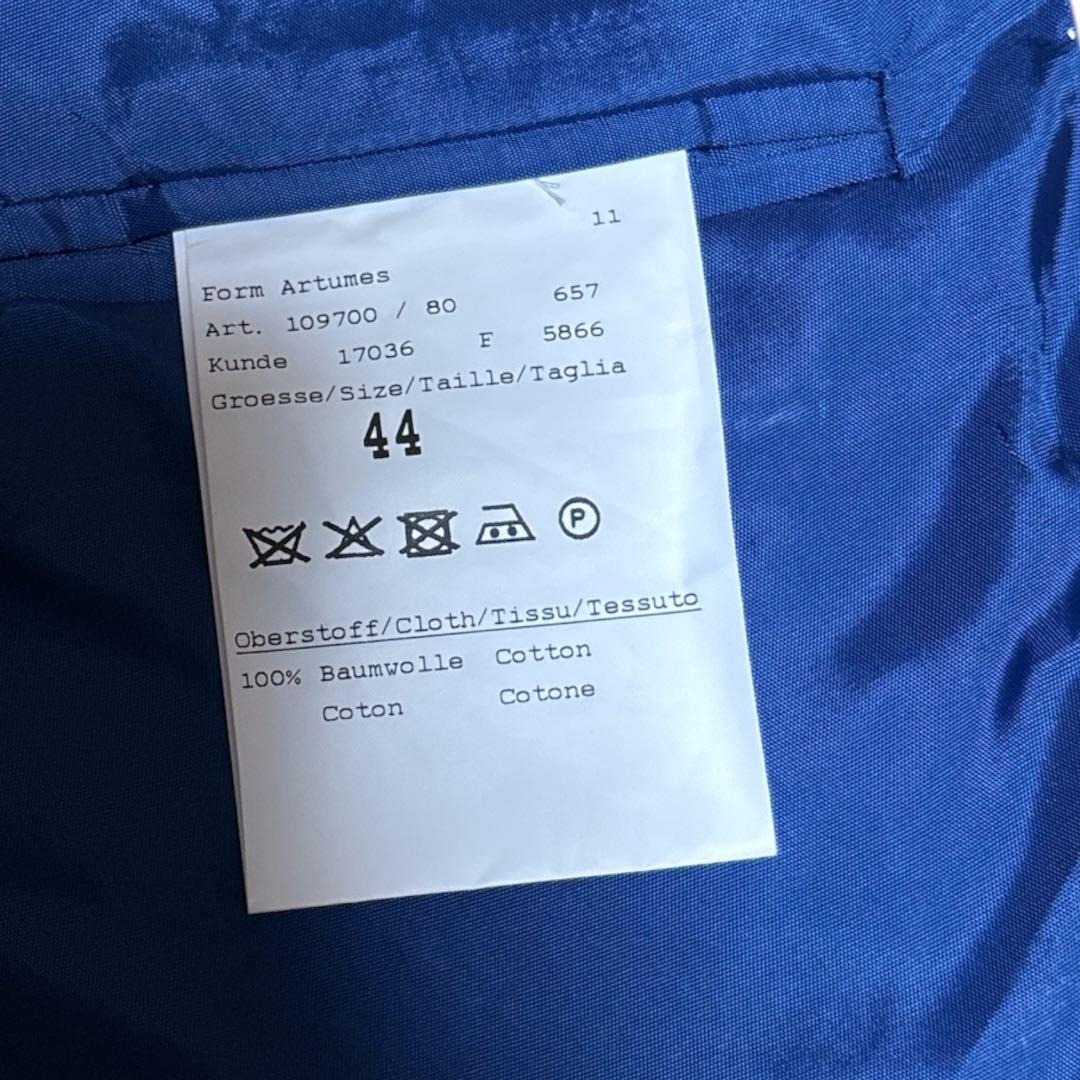 11
Form Artumes
Art. 109700 / 80 657
Kunde 17036 F 5866
Groesse/Size/Taille/Taglia
44
P
Oberstoff/Cloth/Tissu/Tessuto
100% Baumwolle Cotton
Coton Cotone